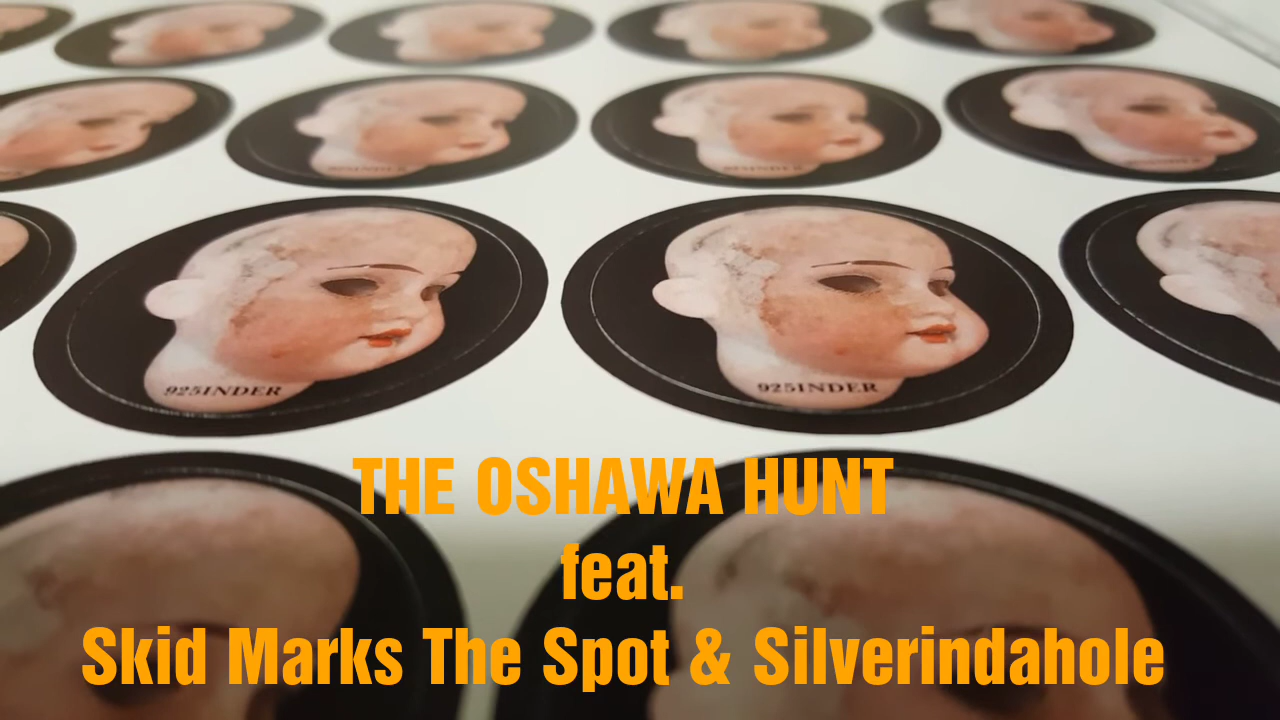 925INDER
925INDER
THE OSHAWA HUNT
feat.
Skid Marks The Spot & Silverindahole